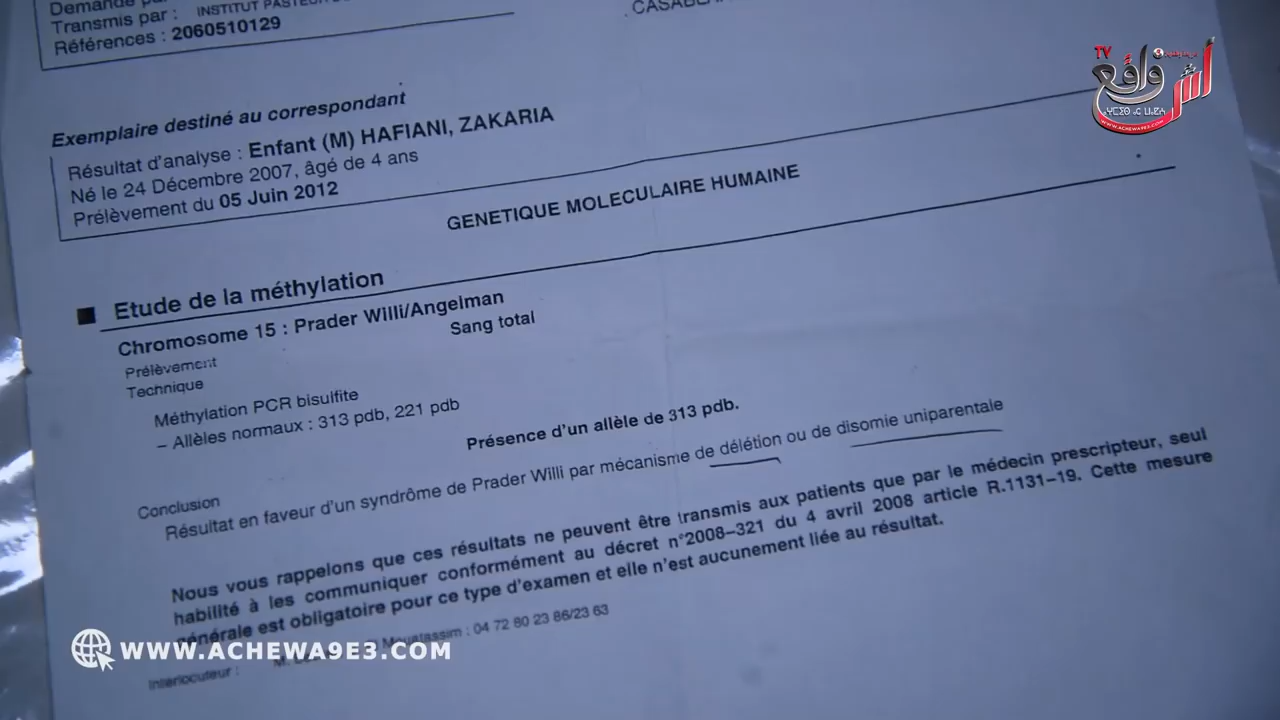 Demandé par
Transmis par : INSTITUT PASTEUR
Références : 2060510129
Exemplaire destiné au correspondant
Résultat d'analyse : Enfant (M) HAFIANI, ZAKARIA
Né le 24 Décembre 2007, âgé de 4 ans
Prélèvement du 05 Juin 2012
GENETIQUE MOLECULAIRE HUMAINE
■ Etude de la méthylation
Chromosome 15 : Prader Willi/Angelman
Prélèvement Sang total
Technique
Méthylation PCR bisulfite
– Allèles normaux : 313 pdb, 221 pdb
Présence d'un allèle de 313 pdb.
Conclusion
Résultat en faveur d'un syndrôme de Prader Willi par mécanisme de délétion ou de disomie uniparentale
Nous vous rappelons que ces résultats ne peuvent être transmis aux patients que par le médecin prescripteur, seul
habilité à les communiquer conformément au décret n°2008–321 du 4 avril 2008 article R.1131–19. Cette mesure
générale est obligatoire pour ce type d'examen et elle n'est aucunement liée au résultat.
Interlocuteur : : 04 72 80 23 86/23 63
TV
أش واقع
WWW.ACHEWA9E3.COM
WWW.ACHEWA9E3.COM